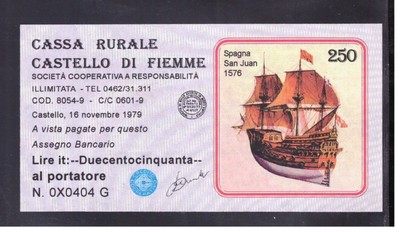 CASSA RURALE
CASTELLO DI FIEMME
SOCIETÀ COOPERATIVA A RESPONSABILITÀ
ILLIMITATA - TEL 0462/31.311
COD. 8054-9 - C/C 0601-9
Castello, 16 novembre 1979
A vista pagate per questo
Assegno Bancario
Lire it:--Duecentocinquanta--
al portatore
N. 0X0404 G
Spagna
San Juan
1576
250